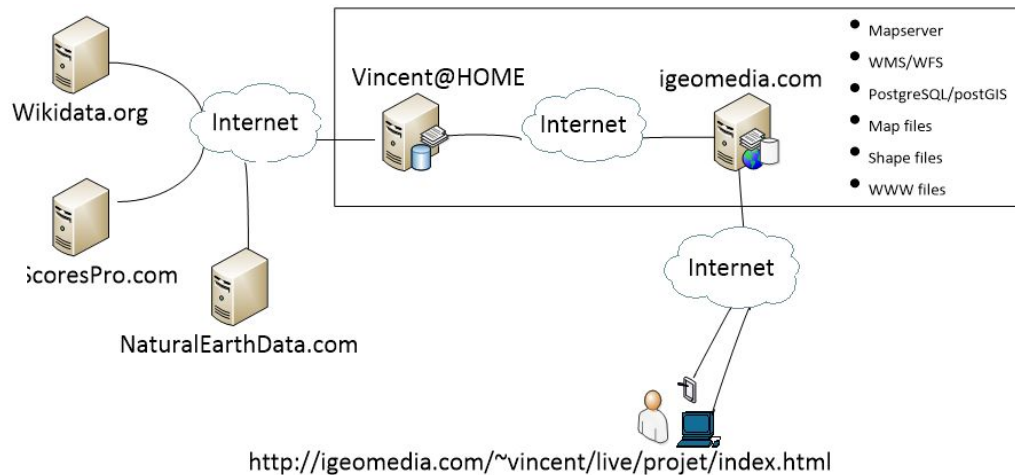 Wikidata.org
ScoresPro.com
NaturalEarthData.com
Internet
Vincent@HOME
Internet
igeomedia.com
• Mapserver
• WMS/WFS
• PostgreSQL/postGIS
• Map files
• Shape files
• WWW files
Internet
http://igeomedia.com/~vincent/live/projet/index.html